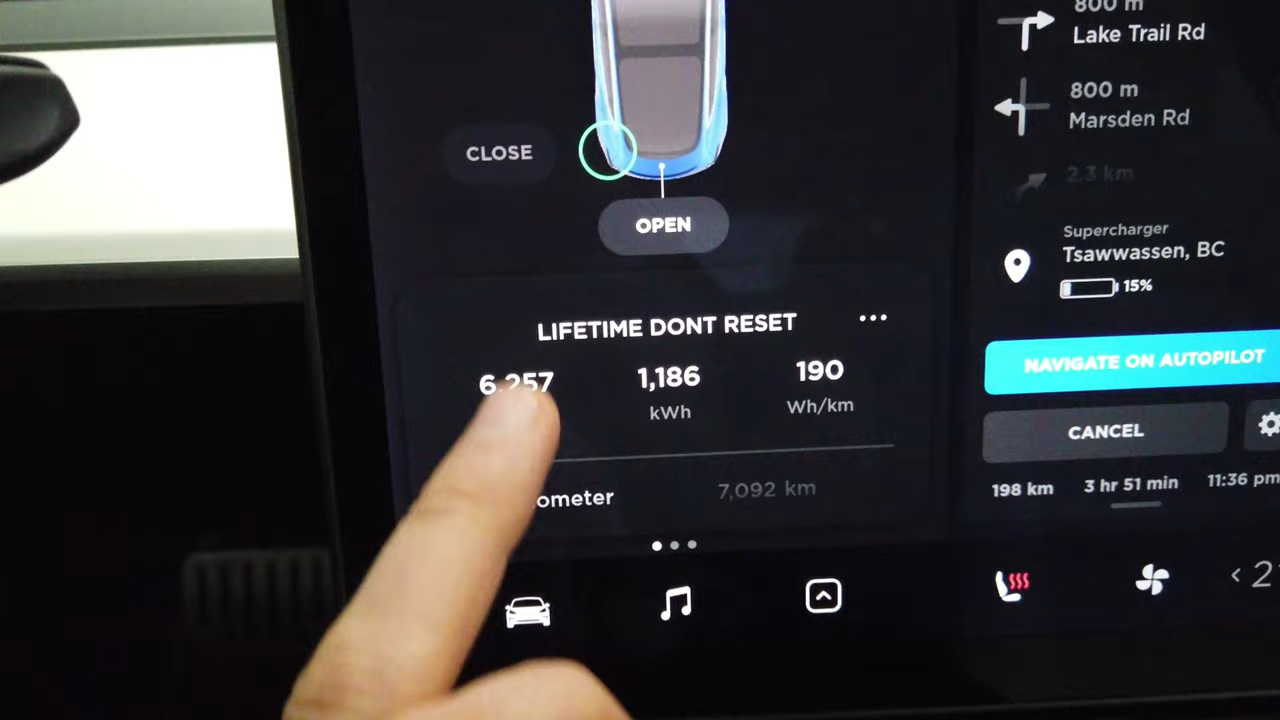 800 m
Lake Trail Rd
800 m
Marsden Rd
2.3 km
Supercharger
Tsawwassen, BC
15%
NAVIGATE ON AUTOPILOT
CANCEL
198 km 3 hr 51 min 11:36 pm
CLOSE
OPEN
LIFETIME DONT RESET
6,257 1,186 190
kWh Wh/km
ometer 7,092 km